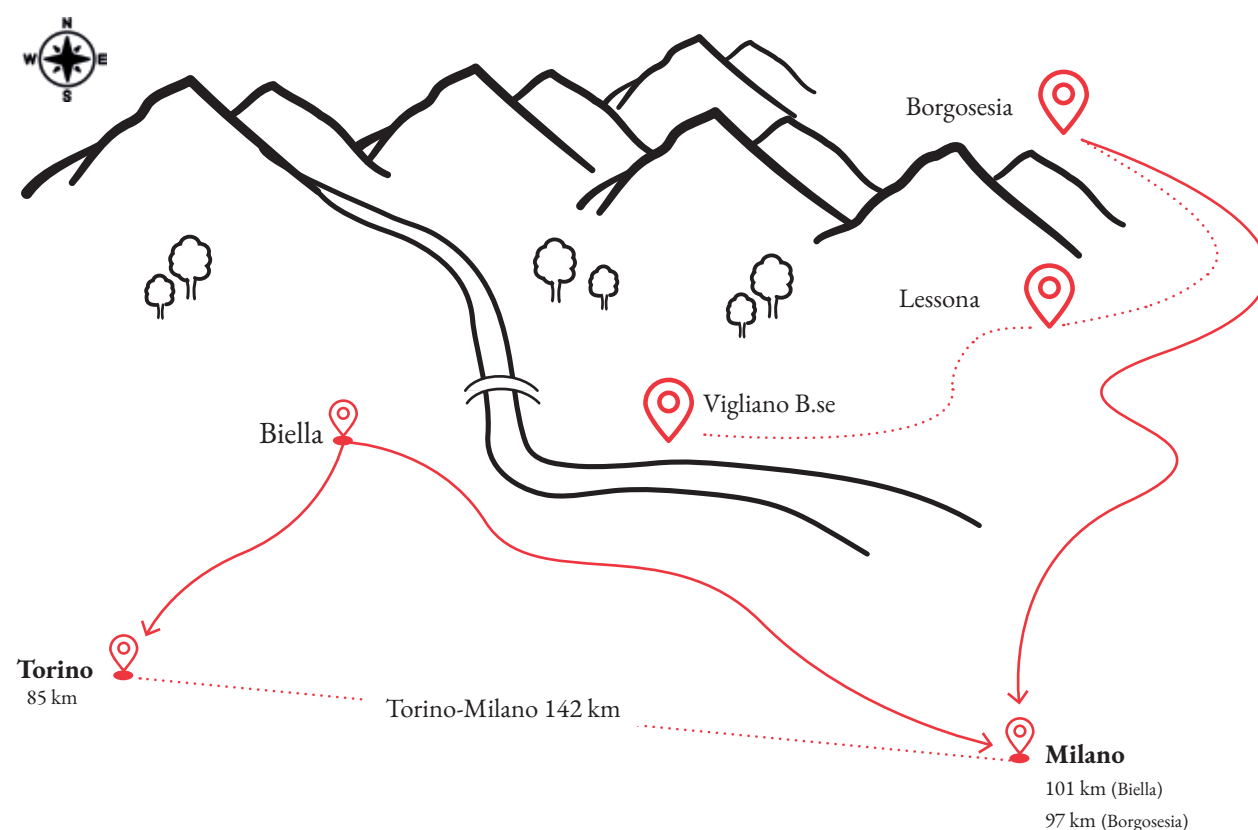 N
W E
S
Borgosesia
Lessona
Vigliano B.se
Biella
Torino
85 km
Torino-Milano 142 km
Milano
101 km (Biella)
97 km (Borgosesia)